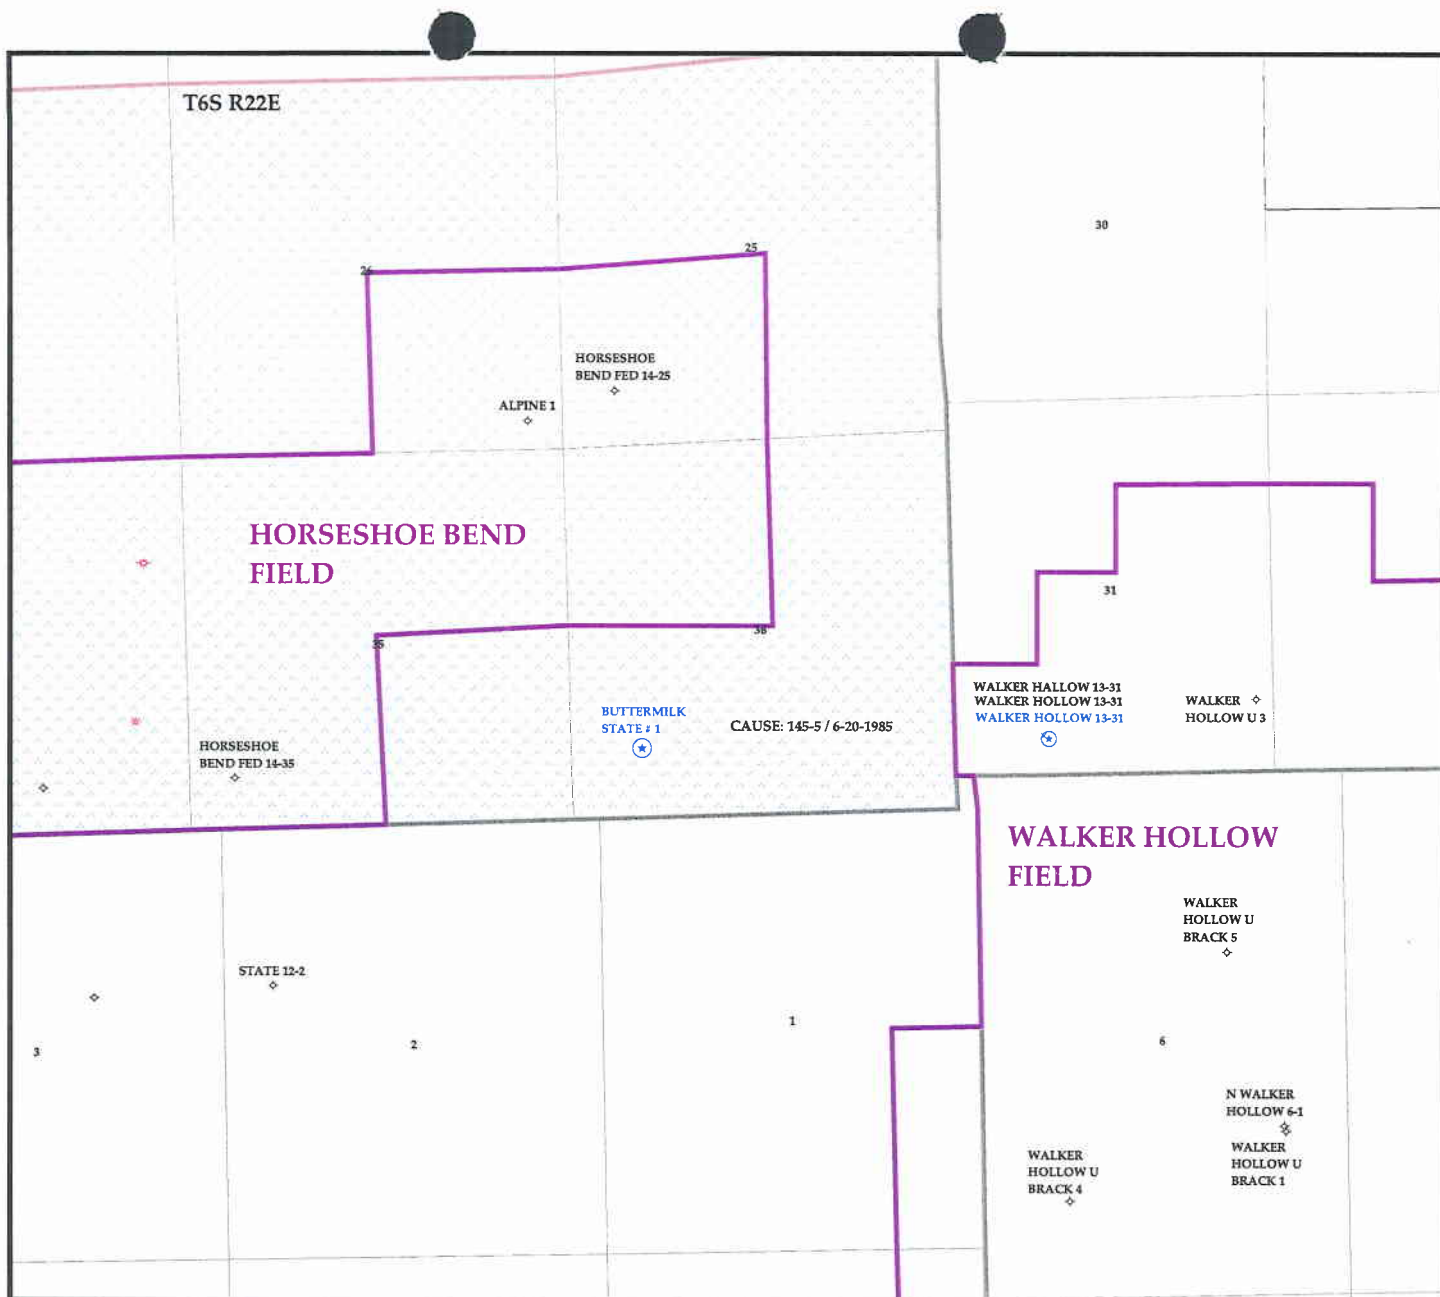 T6S R22E
30
25
26
HORSESHOE
BEND FED 14-25
ALPINE 1
HORSESHOE BEND
FIELD
31
36
35
WALKER HALLOW 13-31
WALKER HOLLOW 13-31
WALKER HOLLOW 13-31
WALKER
HOLLOW U 3
BUTTERMILK
STATE # 1
CAUSE: 145-5 / 6-20-1985
HORSESHOE
BEND FED 14-35
WALKER HOLLOW
FIELD
WALKER
HOLLOW U
BRACK 5
STATE 12-2
1
2
3
6
N WALKER
HOLLOW 6-1
WALKER
HOLLOW U
BRACK 1
WALKER
HOLLOW U
BRACK 4